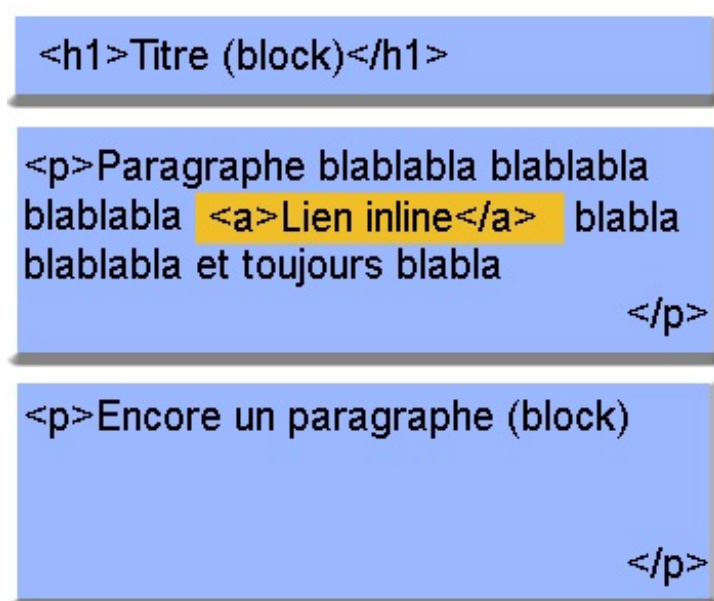 <h1>Titre (block)</h1>
<p>Paragraphe blablabla blablabla
blablabla <a>Lien inline</a> blabla
blablabla et toujours blabla
</p>
<p>Encore un paragraphe (block)
</p>